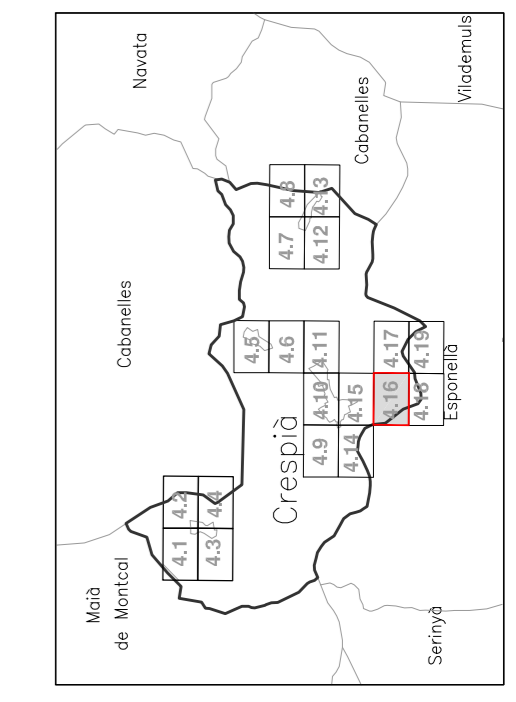 Maià
de Montcal
Cabanelles
Navata
4.1
4.2
4.3
4.4
4.5
Crespià
4.6
4.7
4.8
4.9
4.10
4.11
4.12
4.13
4.14
4.15
Cabanelles
4.16
4.17
4.18
4.19
Serinyà
Esponellà
Vilademuls